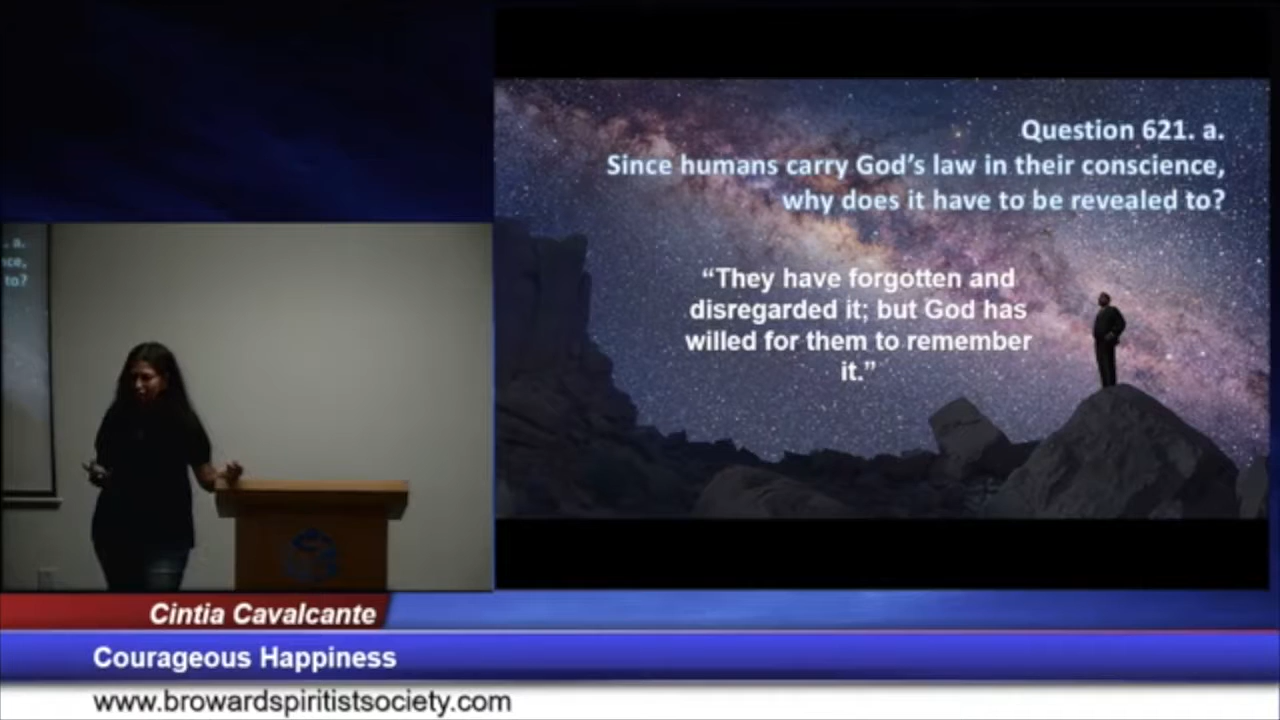 Question 621. a.
Since humans carry God's law in their conscience,
why does it have to be revealed to?
“They have forgotten and
disregarded it; but God has
willed for them to remember
it.”
. a.
nce,
to?
Cintia Cavalcante
Courageous Happiness
www.browardspiritistsociety.com